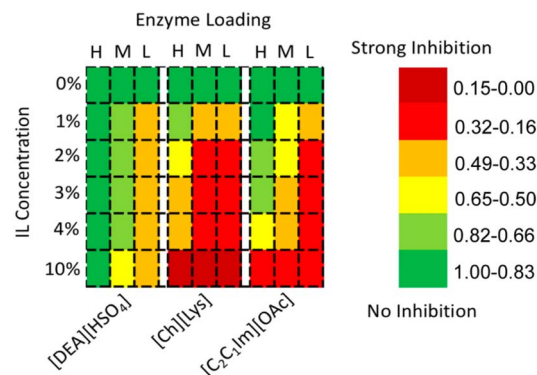 Enzyme Loading
H M L H M L H M L
Strong Inhibition
IL Concentration
0%
1%
2%
3%
4%
10%
0.15-0.00
0.32-0.16
0.49-0.33
0.65-0.50
0.82-0.66
1.00-0.83
No Inhibition
[DEA][HSO₄]
[Ch][Lys]
[C₂C₁Im][OAc]